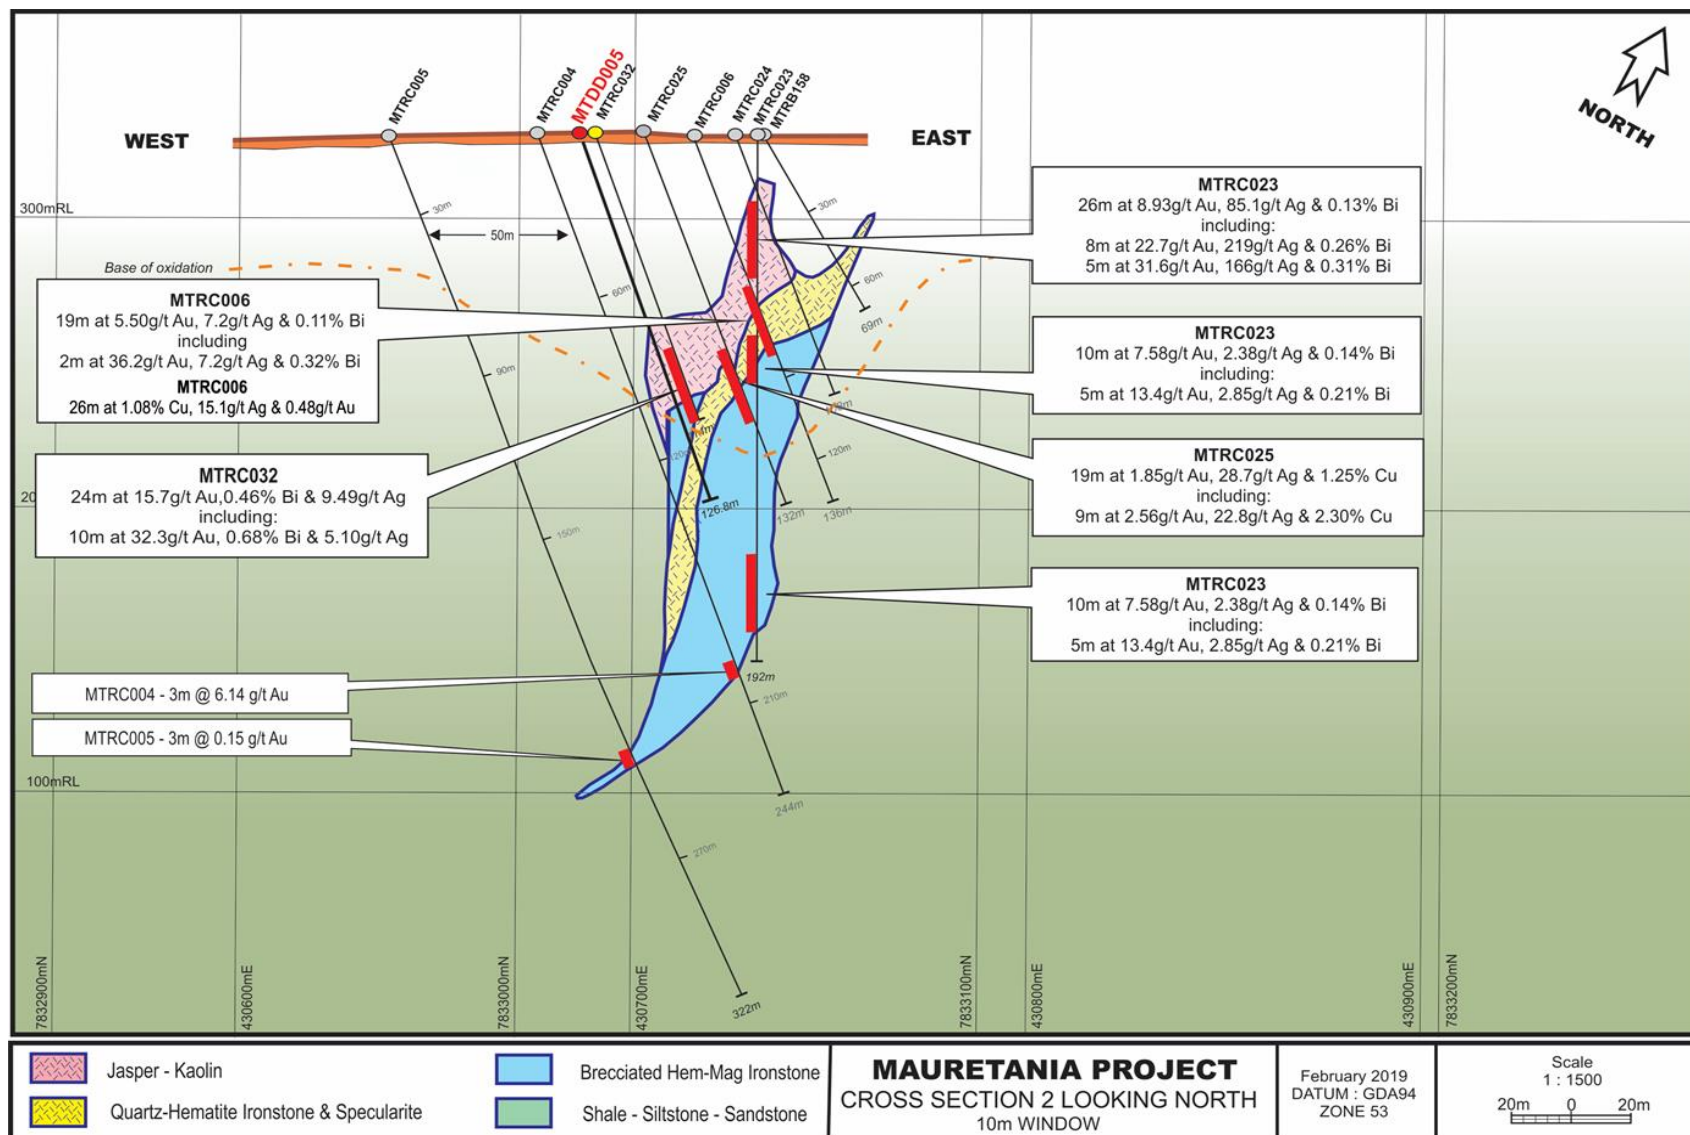 MTRC005
MTRC004
MTDD005
MTRC032
MTRC025
MTRC006
MTRC024
MTRC023
MTRB158
NORTH
WEST
EAST
300mRL
30m
50m
30m
60m
60m
69m
Base of oxidation
90m
MTRC006
19m at 5.50g/t Au, 7.2g/t Ag & 0.11% Bi
including
2m at 36.2g/t Au, 7.2g/t Ag & 0.32% Bi
MTRC006
26m at 1.08% Cu, 15.1g/t Ag & 0.48g/t Au
MTRC032
24m at 15.7g/t Au,0.46% Bi & 9.49g/t Ag
including:
10m at 32.3g/t Au, 0.68% Bi & 5.10g/t Ag
MTRC023
26m at 8.93g/t Au, 85.1g/t Ag & 0.13% Bi
including:
8m at 22.7g/t Au, 219g/t Ag & 0.26% Bi
5m at 31.6g/t Au, 166g/t Ag & 0.31% Bi
MTRC023
10m at 7.58g/t Au, 2.38g/t Ag & 0.14% Bi
including:
5m at 13.4g/t Au, 2.85g/t Ag & 0.21% Bi
MTRC025
19m at 1.85g/t Au, 28.7g/t Ag & 1.25% Cu
including:
9m at 2.56g/t Au, 22.8g/t Ag & 2.30% Cu
MTRC023
10m at 7.58g/t Au, 2.38g/t Ag & 0.14% Bi
including:
5m at 13.4g/t Au, 2.85g/t Ag & 0.21% Bi
120m
20
126.8m
132m
136m
150m
192m
210m
MTRC004 - 3m @ 6.14 g/t Au
MTRC005 - 3m @ 0.15 g/t Au
100mRL
244m
270m
322m
7832900mN
430600mE
7833000mN
430700mE
7833100mN
430800mE
430900mE
7833200mN
Jasper - Kaolin
Quartz-Hematite Ironstone & Specularite
Brecciated Hem-Mag Ironstone
Shale - Siltstone - Sandstone
MAURETANIA PROJECT
CROSS SECTION 2 LOOKING NORTH
10m WINDOW
February 2019
DATUM : GDA94
ZONE 53
Scale
1 : 1500
20m 0 20m